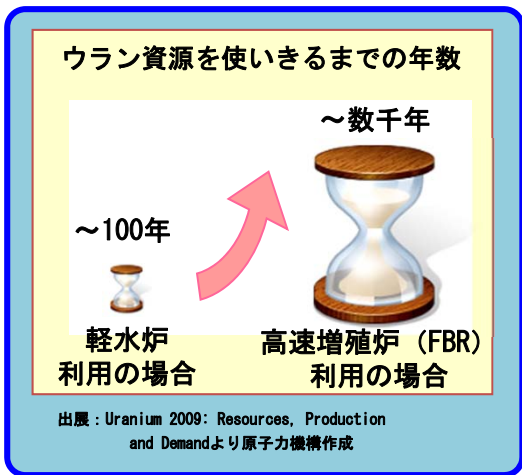 ウラン資源を使いきるまでの年数
～数千年
～100年
軽水炉
利用の場合
高速増殖炉（FBR）
利用の場合
出展：Uranium 2009: Resources, Production
and Demandより原子力機構作成